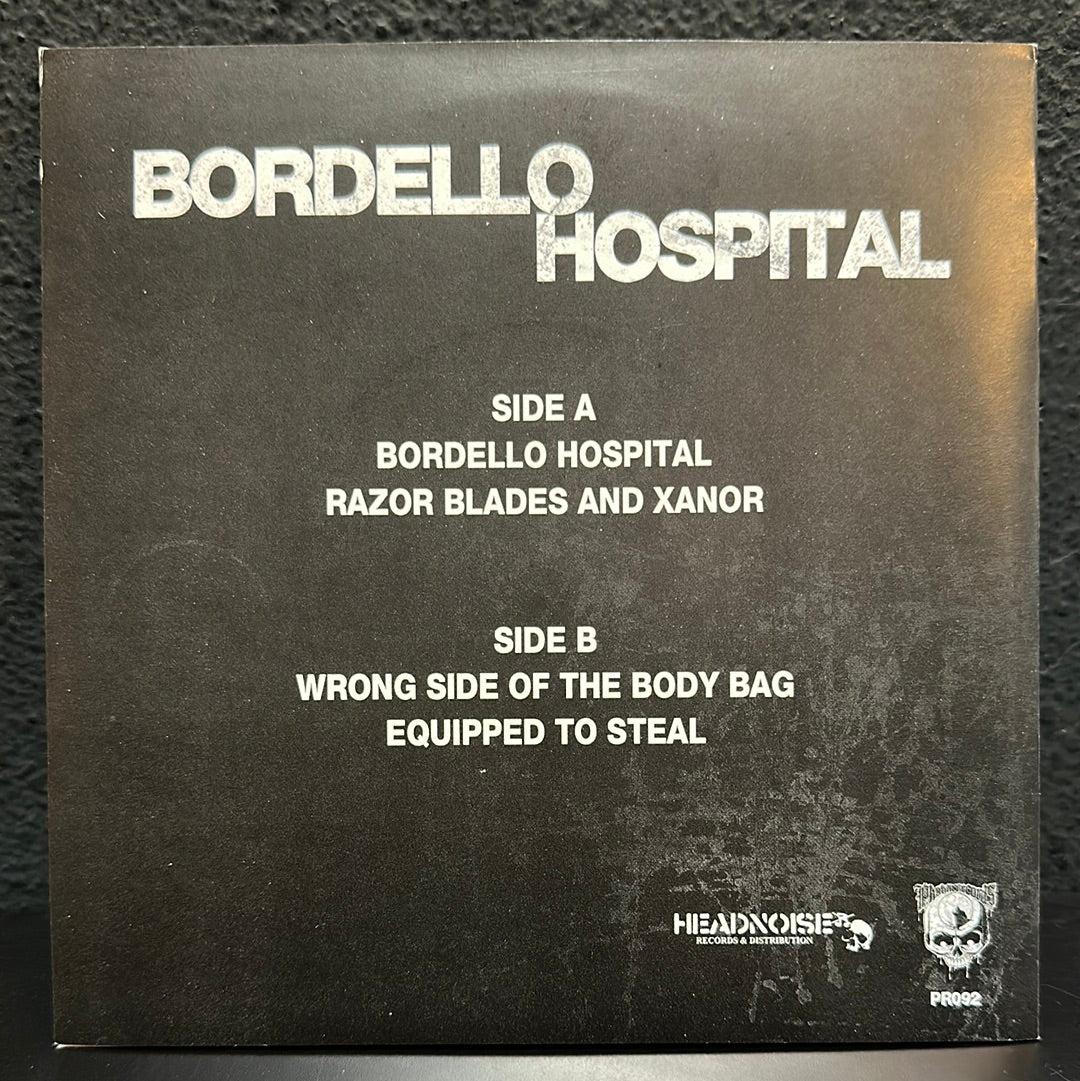 BORDELLO
HOSPITAL
SIDE A
BORDELLO HOSPITAL
RAZOR BLADES AND XANOR
SIDE B
WRONG SIDE OF THE BODY BAG
EQUIPPED TO STEAL
HEADNOISE
RECORDS & DISTRIBUTION
PR092